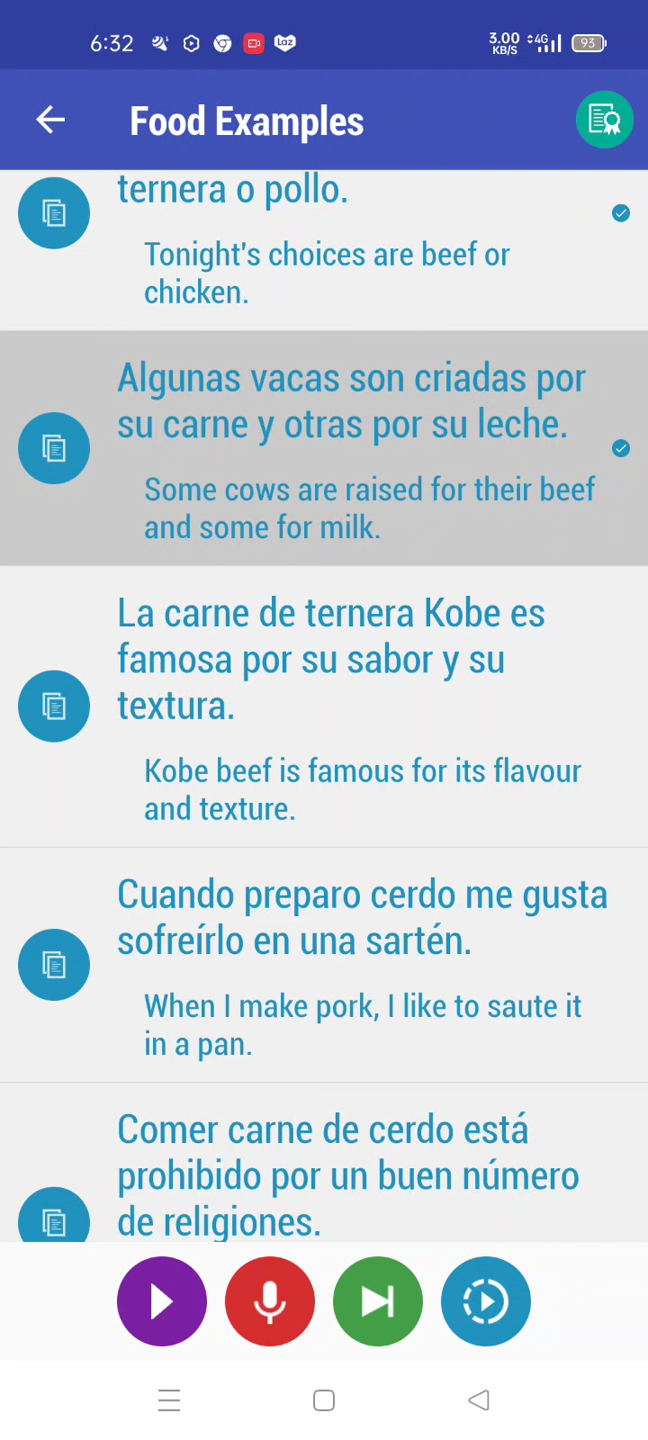 6:32
Laz
3.00
KB/S
4G
93
Food Examples
ternera o pollo.
Tonight's choices are beef or
chicken.
Algunas vacas son criadas por
su carne y otras por su leche.
Some cows are raised for their beef
and some for milk.
La carne de ternera Kobe es
famosa por su sabor y su
textura.
Kobe beef is famous for its flavour
and texture.
Cuando preparo cerdo me gusta
sofreírlo en una sartén.
When I make pork, I like to saute it
in a pan.
Comer carne de cerdo está
prohibido por un buen número
de religiones.